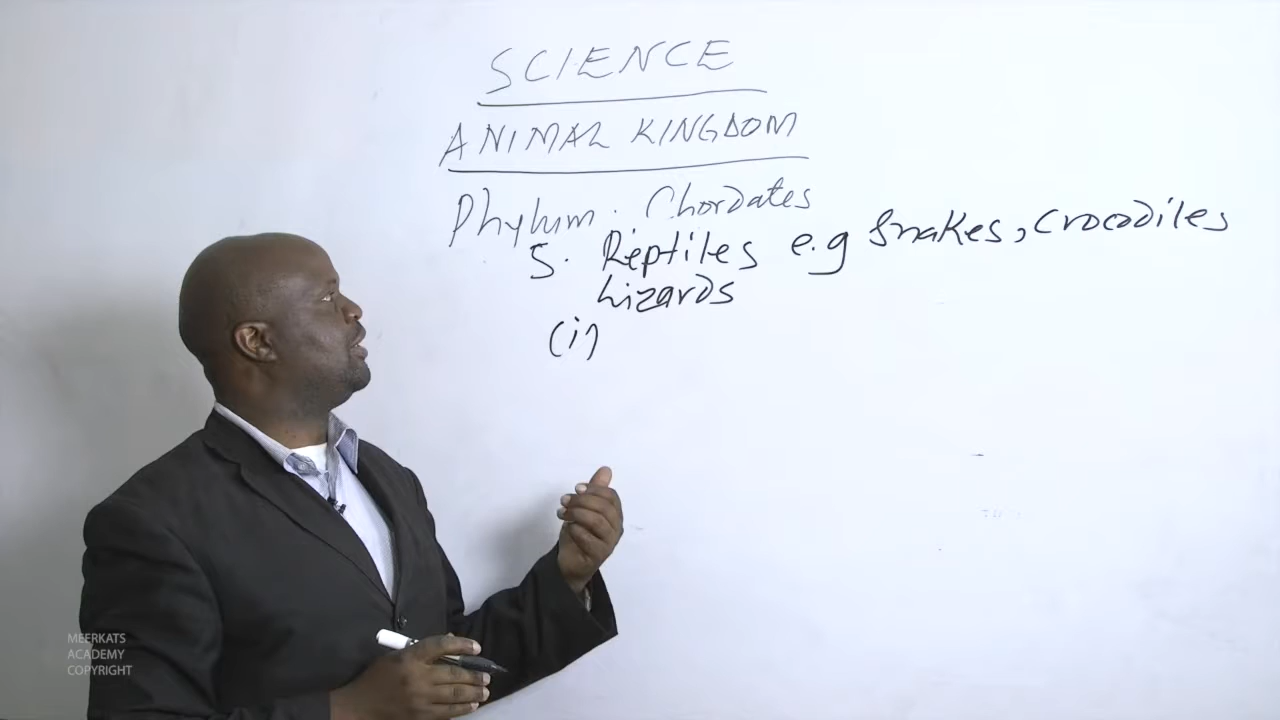 SCIENCE
ANIMAL KINGDOM
Phylum. Chordates
5. Reptiles e.g Snakes, Crocodiles
Lizards
(i)
MEERKATS
ACADEMY
COPYRIGHT